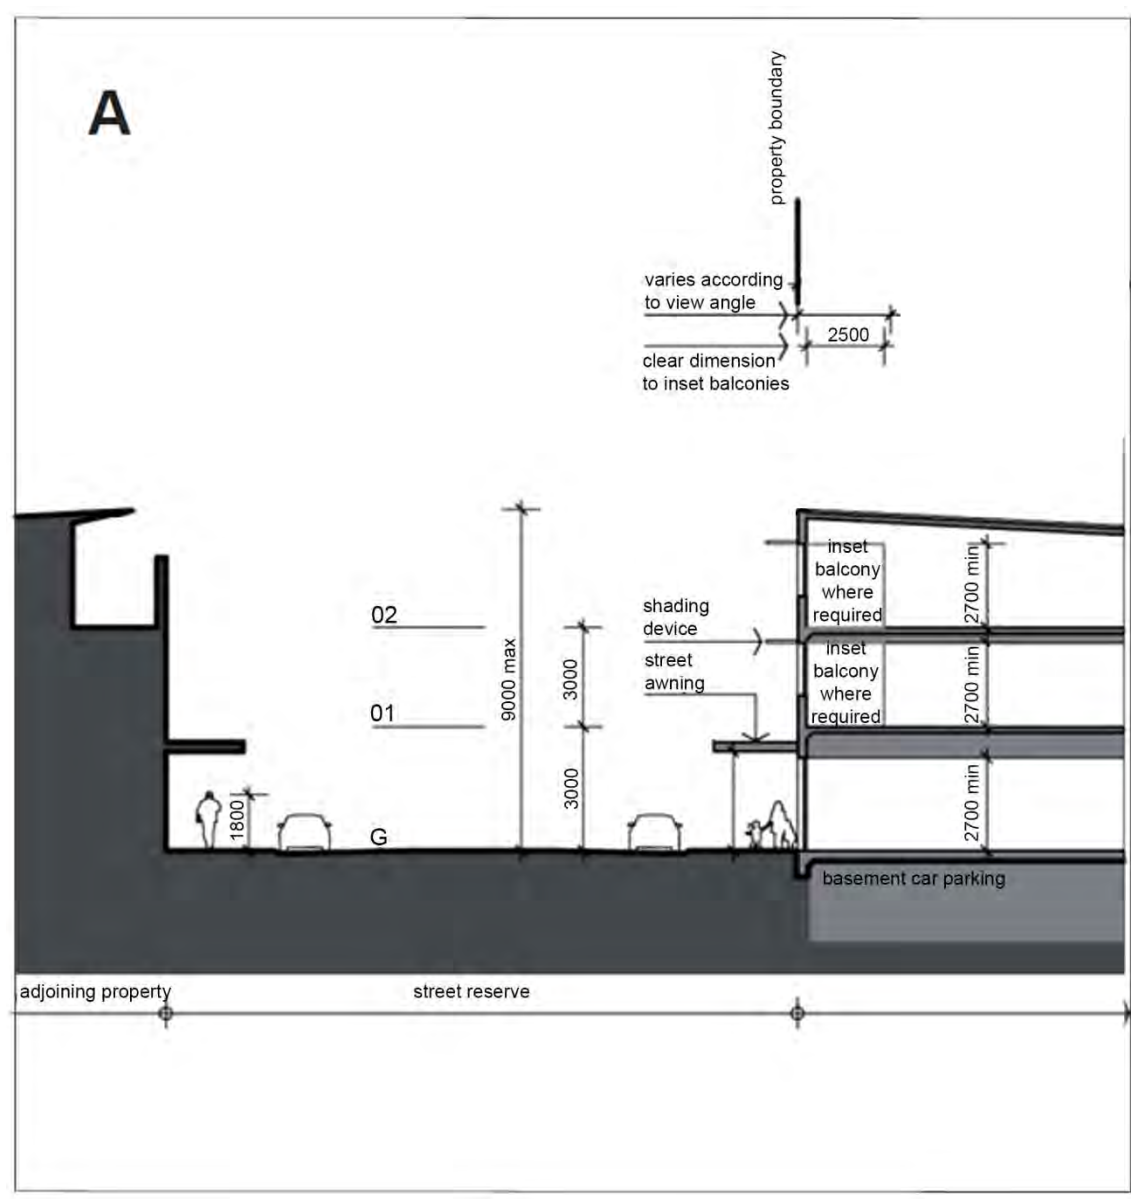 A
property boundary
varies according
to view angle
2500
clear dimension
to inset balconies
9000 max
02
01
G
3000
3000
1800
shading
device
street
awning
inset
balcony
where
required
2700 min
inset
balcony
where
required
2700 min
2700 min
basement car parking
adjoining property
street reserve